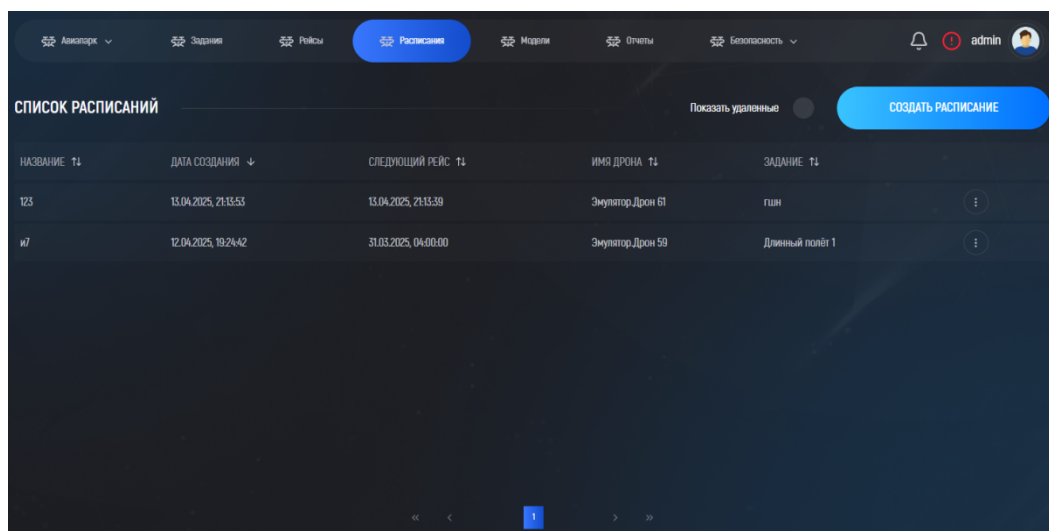 Авиапарк Задания Рейсы Расписания Модели Отчеты Безопасность admin
СПИСОК РАСПИСАНИЙ Показать удаленные СОЗДАТЬ РАСПИСАНИЕ
НАЗВАНИЕ ДАТА СОЗДАНИЯ СЛЕДУЮЩИЙ РЕЙС ИМЯ ДРОНА ЗАДАНИЕ
123 13.04.2025, 21:13:53 13.04.2025, 21:13:39 Эмулятор.Дрон 61 гшн
и7 12.04.2025, 19:24:42 31.03.2025, 04:00:00 Эмулятор.Дрон 59 Длинный полёт 1
« < 1 > »